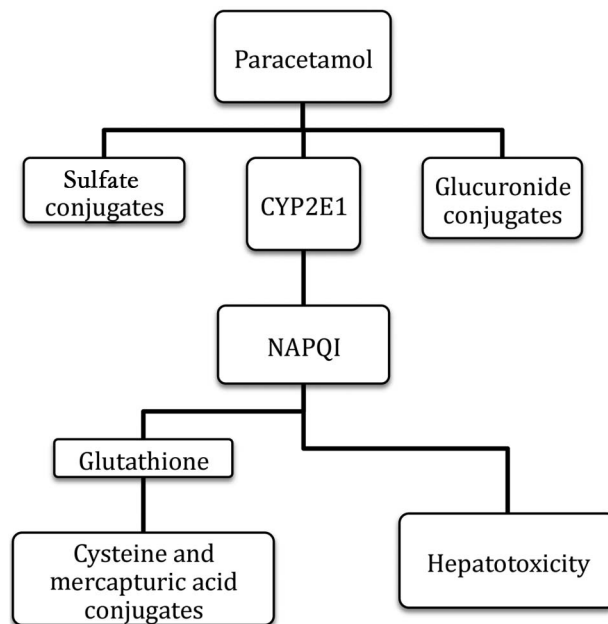 Paracetamol
Sulfate
conjugates
CYP2E1
Glucuronide
conjugates
NAPQI
Glutathione
Cysteine and
mercapturic acid
conjugates
Hepatotoxicity